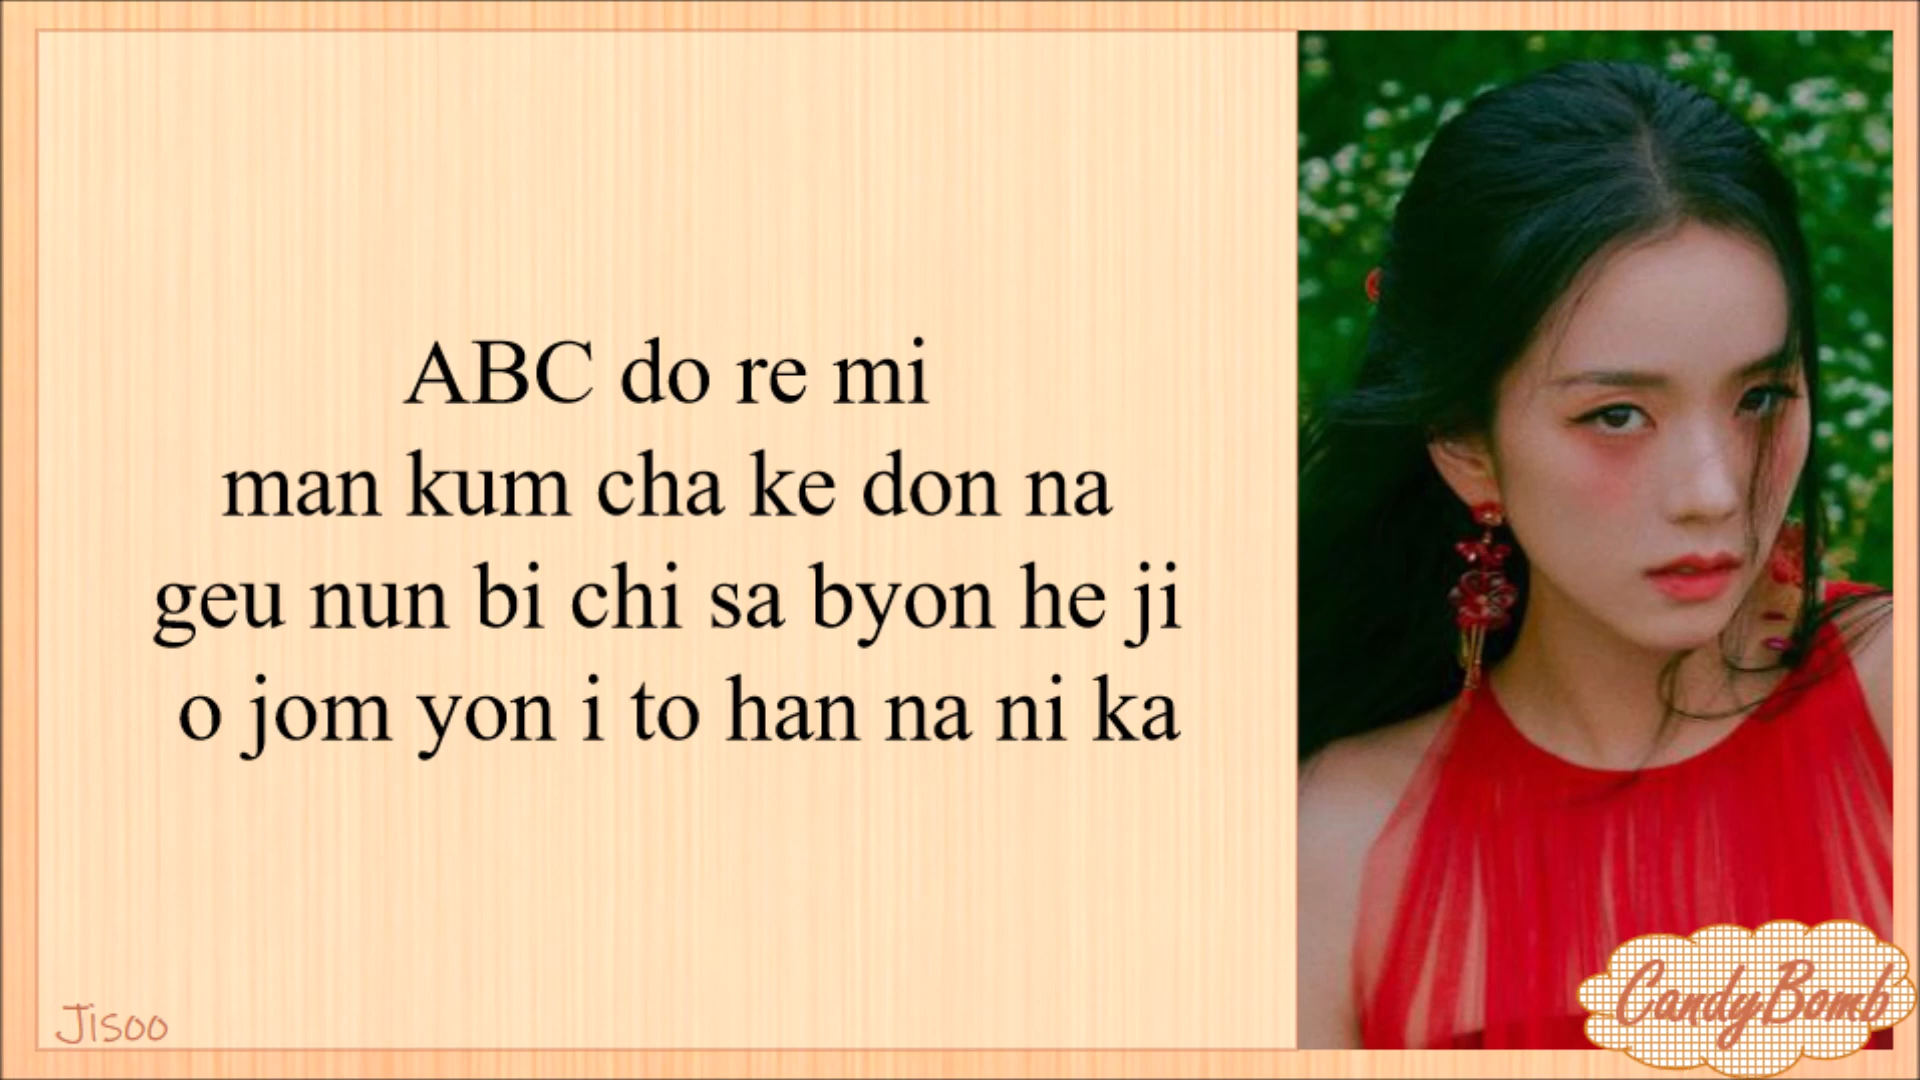 ABC do re mi
man kum cha ke don na
geu nun bi chi sa byon he ji
o jom yon i to han na ni ka
Jisoo
CandyBomb